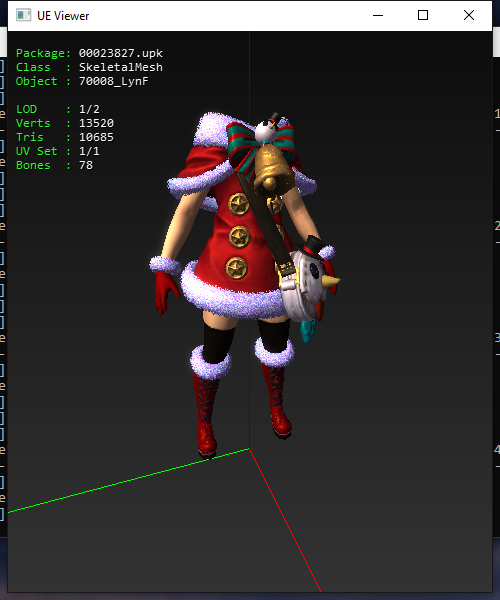 UE Viewer
Package: 00023827.upk
Class : SkeletalMesh
Object : 70008_LynF
LOD : 1/2
Verts : 13520
Tris : 10685
UV Set : 1/1
Bones : 78